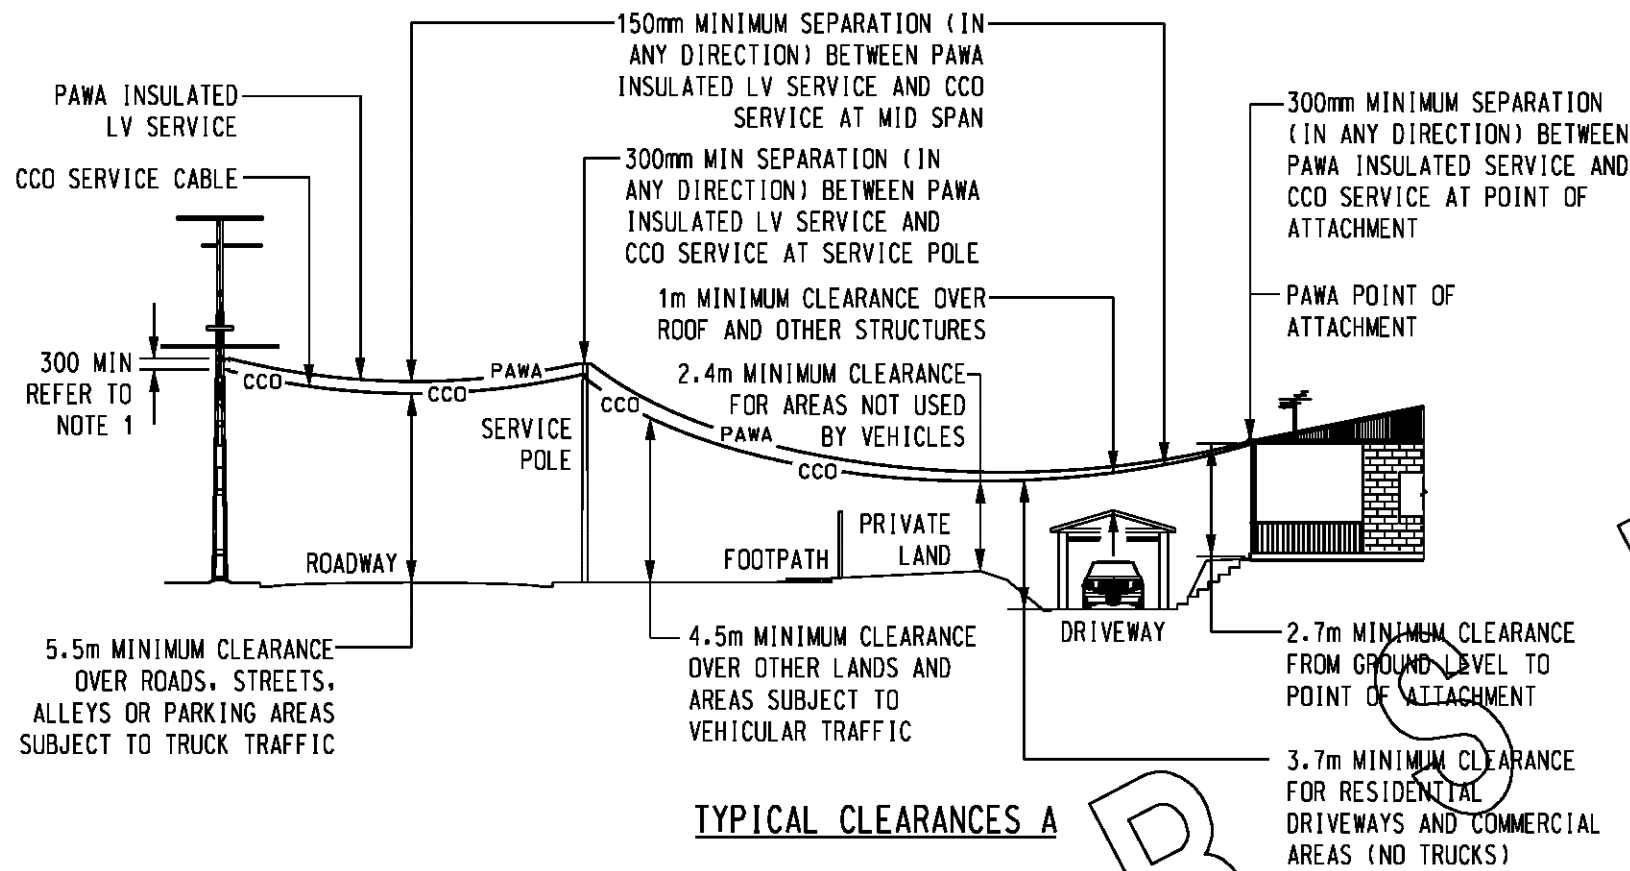 150mm MINIMUM SEPARATION (IN
ANY DIRECTION) BETWEEN PAWA
INSULATED LV SERVICE AND CCO
SERVICE AT MID SPAN
PAWA INSULATED
LV SERVICE
CCO SERVICE CABLE
300mm MIN SEPARATION (IN
ANY DIRECTION) BETWEEN PAWA
INSULATED LV SERVICE AND
CCO SERVICE AT SERVICE POLE
300mm MINIMUM SEPARATION
(IN ANY DIRECTION) BETWEEN
PAWA INSULATED SERVICE AND
CCO SERVICE AT POINT OF
ATTACHMENT
1m MINIMUM CLEARANCE OVER
ROOF AND OTHER STRUCTURES
PAWA POINT OF
ATTACHMENT
300 MIN
REFER TO
NOTE 1
CCO
CCO
PAWA
2.4m MINIMUM CLEARANCE
FOR AREAS NOT USED
BY VEHICLES
CCO
PAWA
CCO
SERVICE
POLE
ROADWAY
FOOTPATH
PRIVATE
LAND
DRIVEWAY
5.5m MINIMUM CLEARANCE
OVER ROADS, STREETS,
ALLEYS OR PARKING AREAS
SUBJECT TO TRUCK TRAFFIC
4.5m MINIMUM CLEARANCE
OVER OTHER LANDS AND
AREAS SUBJECT TO
VEHICULAR TRAFFIC
2.7m MINIMUM CLEARANCE
FROM GROUND LEVEL TO
POINT OF ATTACHMENT
3.7m MINIMUM CLEARANCE
FOR RESIDENTIAL
DRIVEWAYS AND COMMERCIAL
AREAS (NO TRUCKS)
TYPICAL CLEARANCES A
S